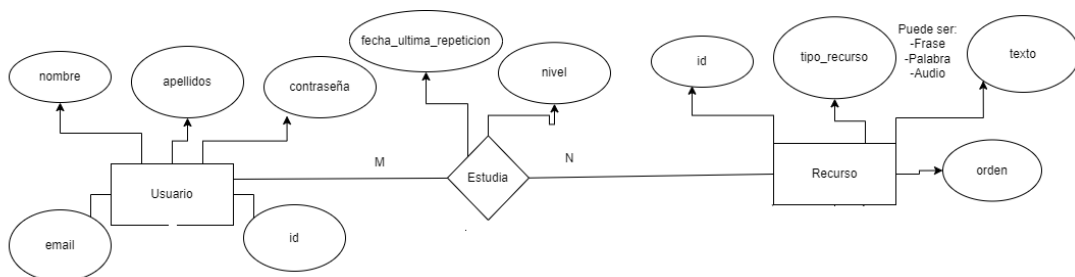 fecha_ultima_repeticion
Puede ser:
-Frase
-Palabra
-Audio
nombre
apellidos
contraseña
nivel
id
tipo_recurso
texto
M
N
Usuario
Estudia
Recurso
orden
email
id